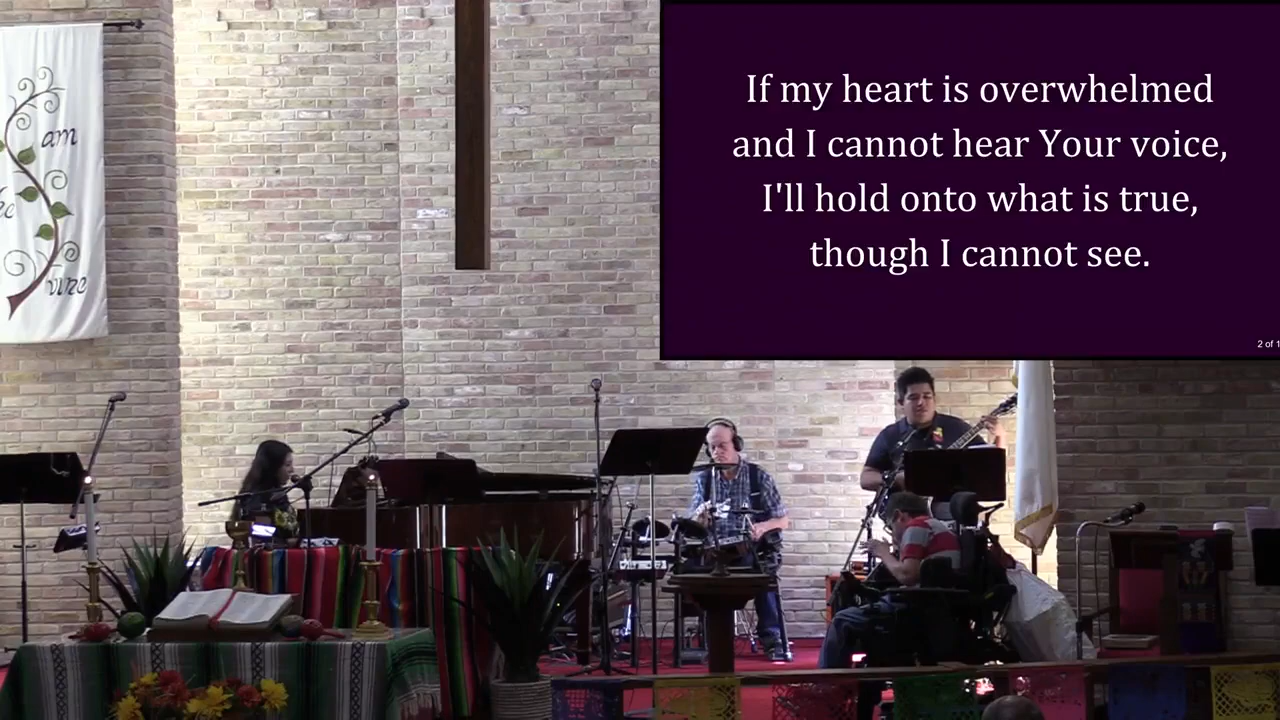 am
vine
If my heart is overwhelmed
and I cannot hear Your voice,
I'll hold onto what is true,
though I cannot see.
2 of 1